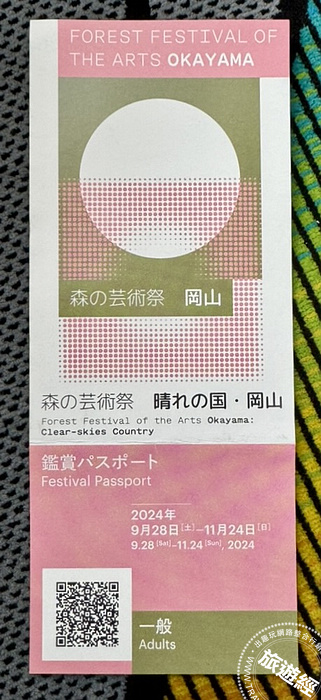 FOREST FESTIVAL OF
THE ARTS OKAYAMA
森の芸術祭 岡山
森の芸術祭 晴れの国・岡山
Forest Festival of the Arts Okayama:
Clear-skies Country
鑑賞パスポート
Festival Passport
2024年
9月28日[土]–11月24日[日]
9.28 [Sat]–11.24 [Sun] 2024
一般
Adults
旅遊經